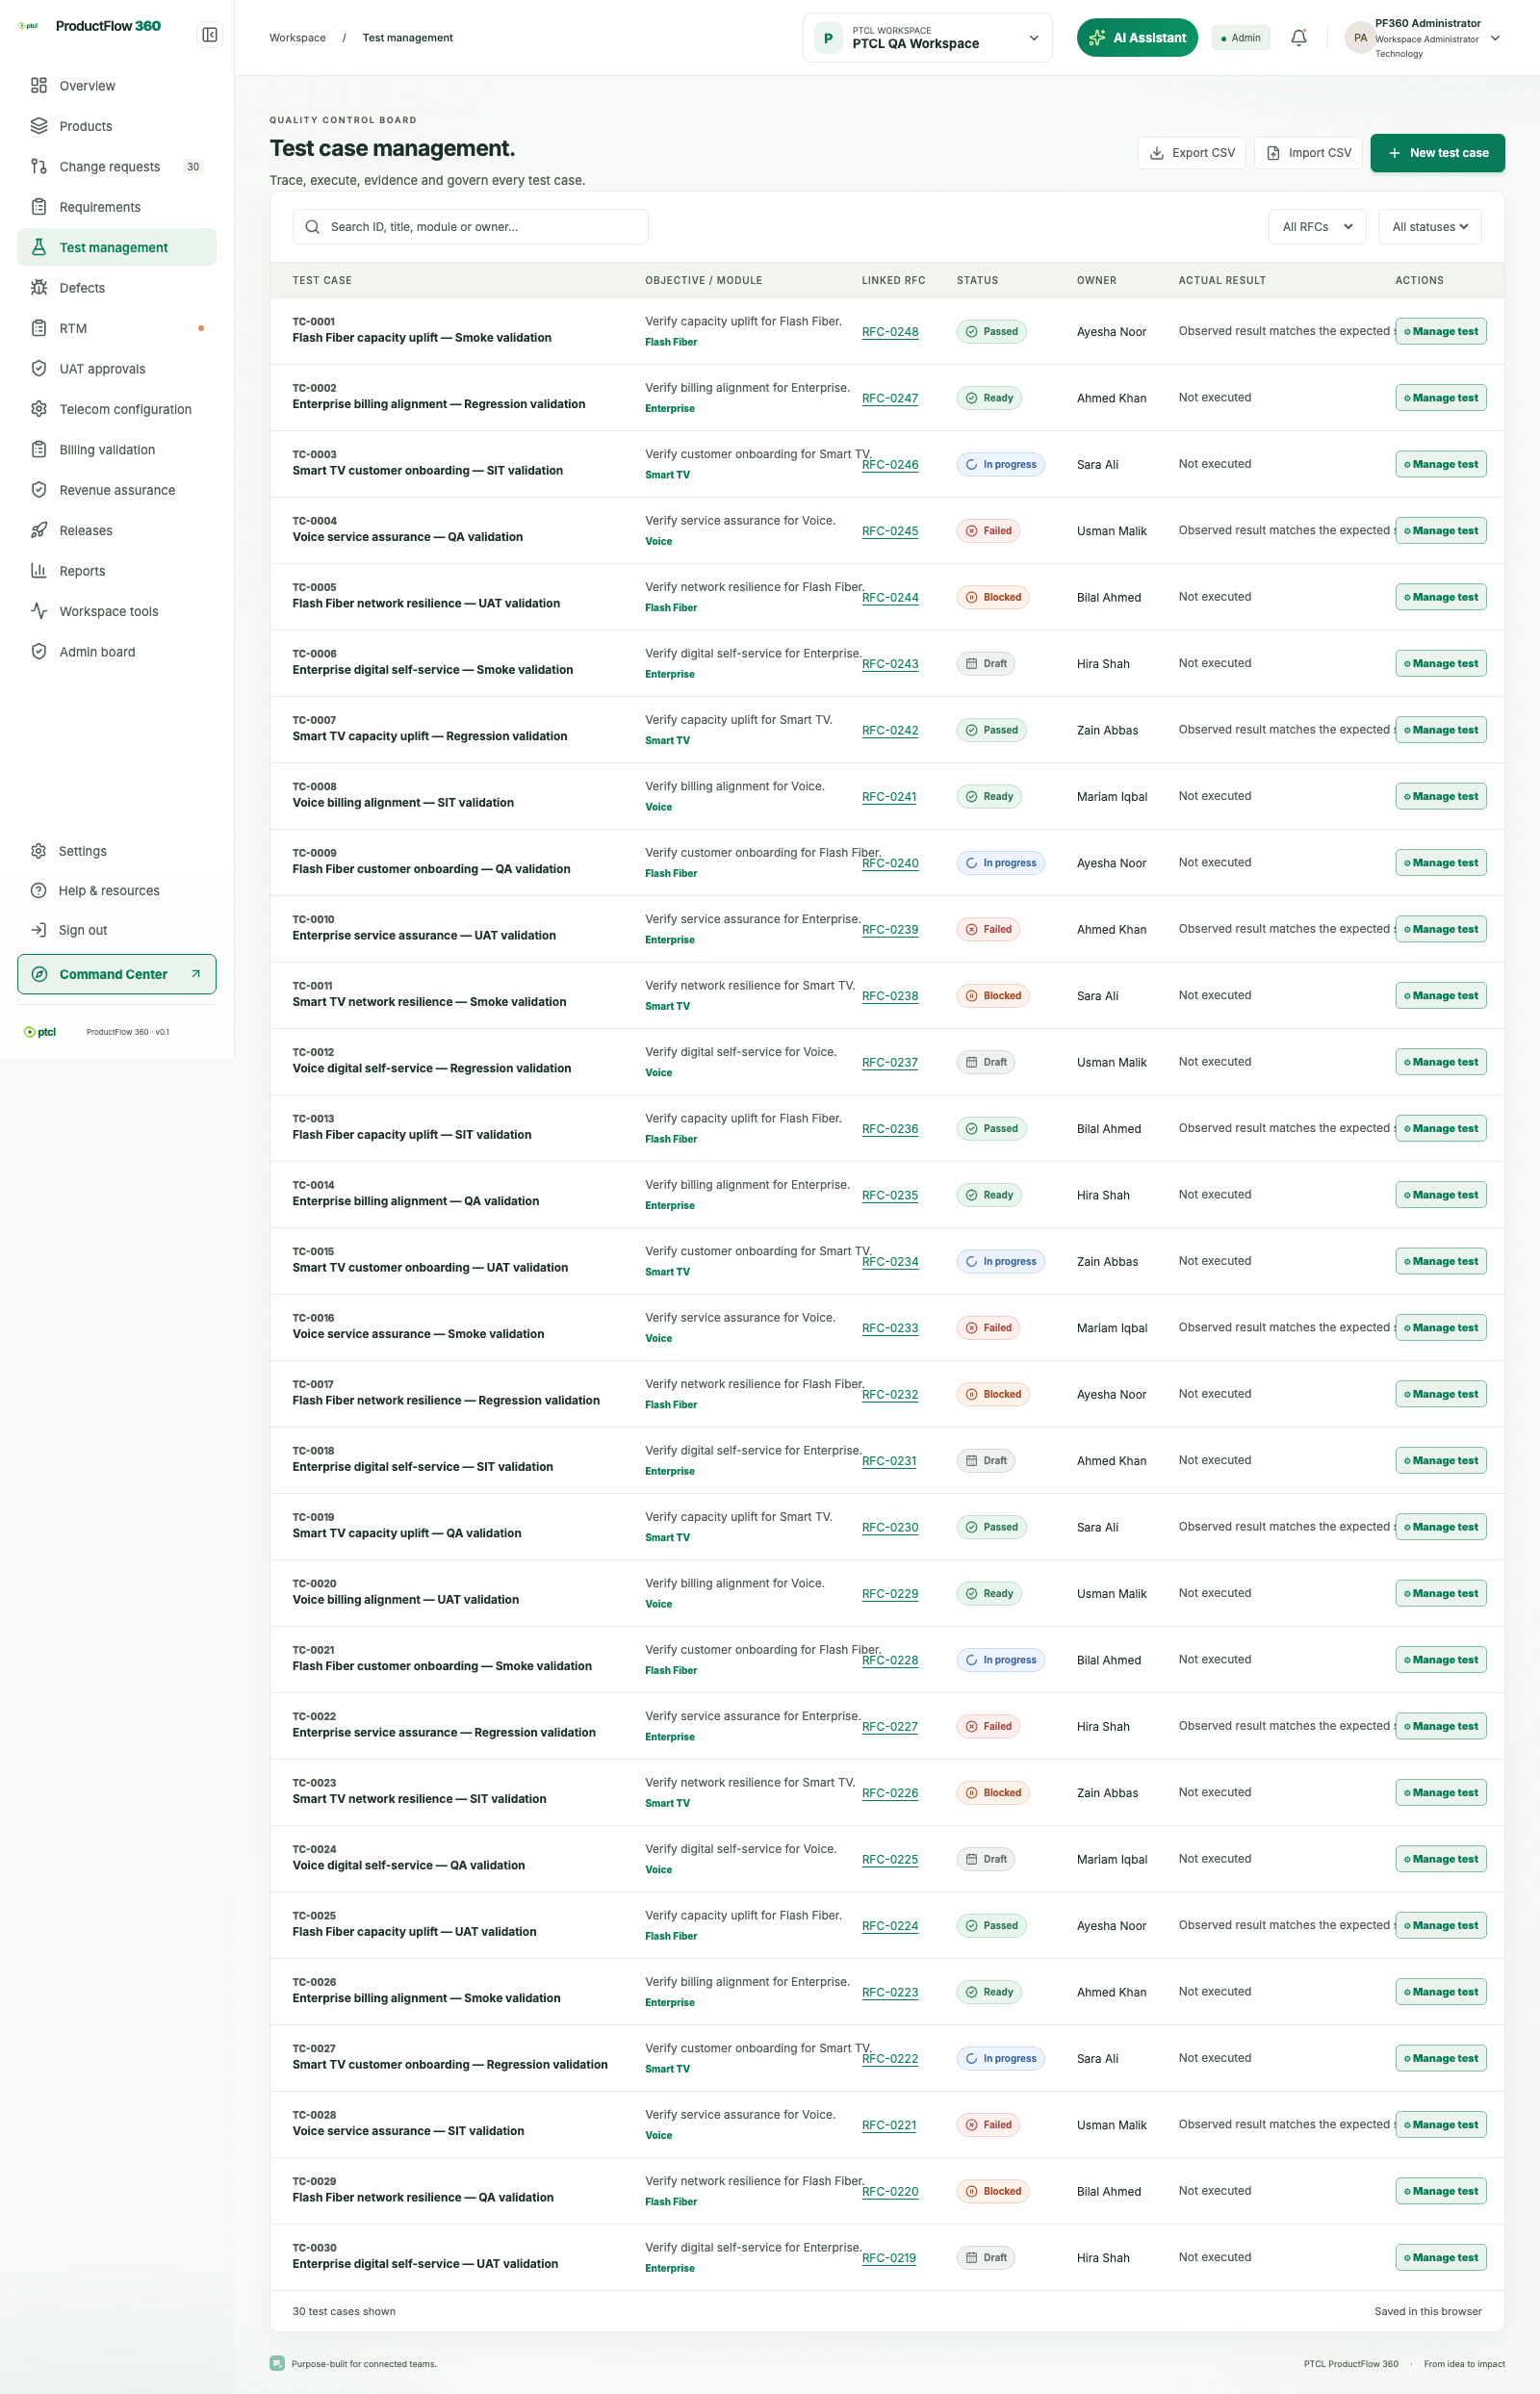 ptcl ProductFlow 360
Overview
Products
Change requests 30
Requirements
Test management
Defects
RTM
UAT approvals
Telecom configuration
Billing validation
Revenue assurance
Releases
Reports
Workspace tools
Admin board
Settings
Help & resources
Sign out
Command Center
ptcl ProductFlow 360 · v0.1
Workspace / Test management
P PTCL WORKSPACE
PTCL QA Workspace
AI Assistant
Admin
PA PF360 Administrator
Workspace Administrator
Technology
QUALITY CONTROL BOARD
Test case management.
Trace, execute, evidence and govern every test case.
Export CSV Import CSV New test case
Search ID, title, module or owner... All RFCs All statuses
TEST CASE OBJECTIVE / MODULE LINKED RFC STATUS OWNER ACTUAL RESULT ACTIONS
TC-0001 Verify capacity uplift for Flash Fiber.
Flash Fiber capacity uplift — Smoke validation Flash Fiber RFC-0248 Passed Ayesha Noor Observed result matches the expected Manage test
TC-0002 Verify billing alignment for Enterprise.
Enterprise billing alignment — Regression validation Enterprise RFC-0247 Ready Ahmed Khan Not executed Manage test
TC-0003 Verify customer onboarding for Smart TV.
Smart TV customer onboarding — SIT validation Smart TV RFC-0246 In progress Sara Ali Not executed Manage test
TC-0004 Verify service assurance for Voice.
Voice service assurance — QA validation Voice RFC-0245 Failed Usman Malik Observed result matches the expected Manage test
TC-0005 Verify network resilience for Flash Fiber.
Flash Fiber network resilience — UAT validation Flash Fiber RFC-0244 Blocked Bilal Ahmed Not executed Manage test
TC-0006 Verify digital self-service for Enterprise.
Enterprise digital self-service — Smoke validation Enterprise RFC-0243 Draft Hira Shah Not executed Manage test
TC-0007 Verify capacity uplift for Smart TV.
Smart TV capacity uplift — Regression validation Smart TV RFC-0242 Passed Zain Abbas Observed result matches the expected Manage test
TC-0008 Verify billing alignment for Voice.
Voice billing alignment — SIT validation Voice RFC-0241 Ready Mariam Iqbal Not executed Manage test
TC-0009 Verify customer onboarding for Flash Fiber.
Flash Fiber customer onboarding — QA validation Flash Fiber RFC-0240 In progress Ayesha Noor Not executed Manage test
TC-0010 Verify service assurance for Enterprise.
Enterprise service assurance — UAT validation Enterprise RFC-0239 Failed Ahmed Khan Observed result matches the expected Manage test
TC-0011 Verify network resilience for Smart TV.
Smart TV network resilience — Smoke validation Smart TV RFC-0238 Blocked Sara Ali Not executed Manage test
TC-0012 Verify digital self-service for Voice.
Voice digital self-service — Regression validation Voice RFC-0237 Draft Usman Malik Not executed Manage test
TC-0013 Verify capacity uplift for Flash Fiber.
Flash Fiber capacity uplift — SIT validation Flash Fiber RFC-0236 Passed Bilal Ahmed Observed result matches the expected Manage test
TC-0014 Verify billing alignment for Enterprise.
Enterprise billing alignment — QA validation Enterprise RFC-0235 Ready Hira Shah Not executed Manage test
TC-0015 Verify customer onboarding for Smart TV.
Smart TV customer onboarding — UAT validation Smart TV RFC-0234 In progress Zain Abbas Not executed Manage test
TC-0016 Verify service assurance for Voice.
Voice service assurance — Smoke validation Voice RFC-0233 Failed Mariam Iqbal Observed result matches the expected Manage test
TC-0017 Verify network resilience for Flash Fiber.
Flash Fiber network resilience — Regression validation Flash Fiber RFC-0232 Blocked Ayesha Noor Not executed Manage test
TC-0018 Verify digital self-service for Enterprise.
Enterprise digital self-service — SIT validation Enterprise RFC-0231 Draft Ahmed Khan Not executed Manage test
TC-0019 Verify capacity uplift for Smart TV.
Smart TV capacity uplift — QA validation Smart TV RFC-0230 Passed Sara Ali Observed result matches the expected Manage test
TC-0020 Verify billing alignment for Voice.
Voice billing alignment — UAT validation Voice RFC-0229 Ready Usman Malik Not executed Manage test
TC-0021 Verify customer onboarding for Flash Fiber.
Flash Fiber customer onboarding — Smoke validation Flash Fiber RFC-0228 In progress Bilal Ahmed Not executed Manage test
TC-0022 Verify service assurance for Enterprise.
Enterprise service assurance — Regression validation Enterprise RFC-0227 Failed Hira Shah Observed result matches the expected Manage test
TC-0023 Verify network resilience for Smart TV.
Smart TV network resilience — SIT validation Smart TV RFC-0226 Blocked Zain Abbas Not executed Manage test
TC-0024 Verify digital self-service for Voice.
Voice digital self-service — QA validation Voice RFC-0225 Draft Mariam Iqbal Not executed Manage test
TC-0025 Verify capacity uplift for Flash Fiber.
Flash Fiber capacity uplift — UAT validation Flash Fiber RFC-0224 Passed Ayesha Noor Observed result matches the expected Manage test
TC-0026 Verify billing alignment for Enterprise.
Enterprise billing alignment — Smoke validation Enterprise RFC-0223 Ready Ahmed Khan Not executed Manage test
TC-0027 Verify customer onboarding for Smart TV.
Smart TV customer onboarding — Regression validation Smart TV RFC-0222 In progress Sara Ali Not executed Manage test
TC-0028 Verify service assurance for Voice.
Voice service assurance — SIT validation Voice RFC-0221 Failed Usman Malik Observed result matches the expected Manage test
TC-0029 Verify network resilience for Flash Fiber.
Flash Fiber network resilience — QA validation Flash Fiber RFC-0220 Blocked Bilal Ahmed Not executed Manage test
TC-0030 Verify digital self-service for Enterprise.
Enterprise digital self-service — UAT validation Enterprise RFC-0219 Draft Hira Shah Not executed Manage test
30 test cases shown Saved in this browser
Purpose-built for connected teams. PTCL ProductFlow 360 · From idea to impact